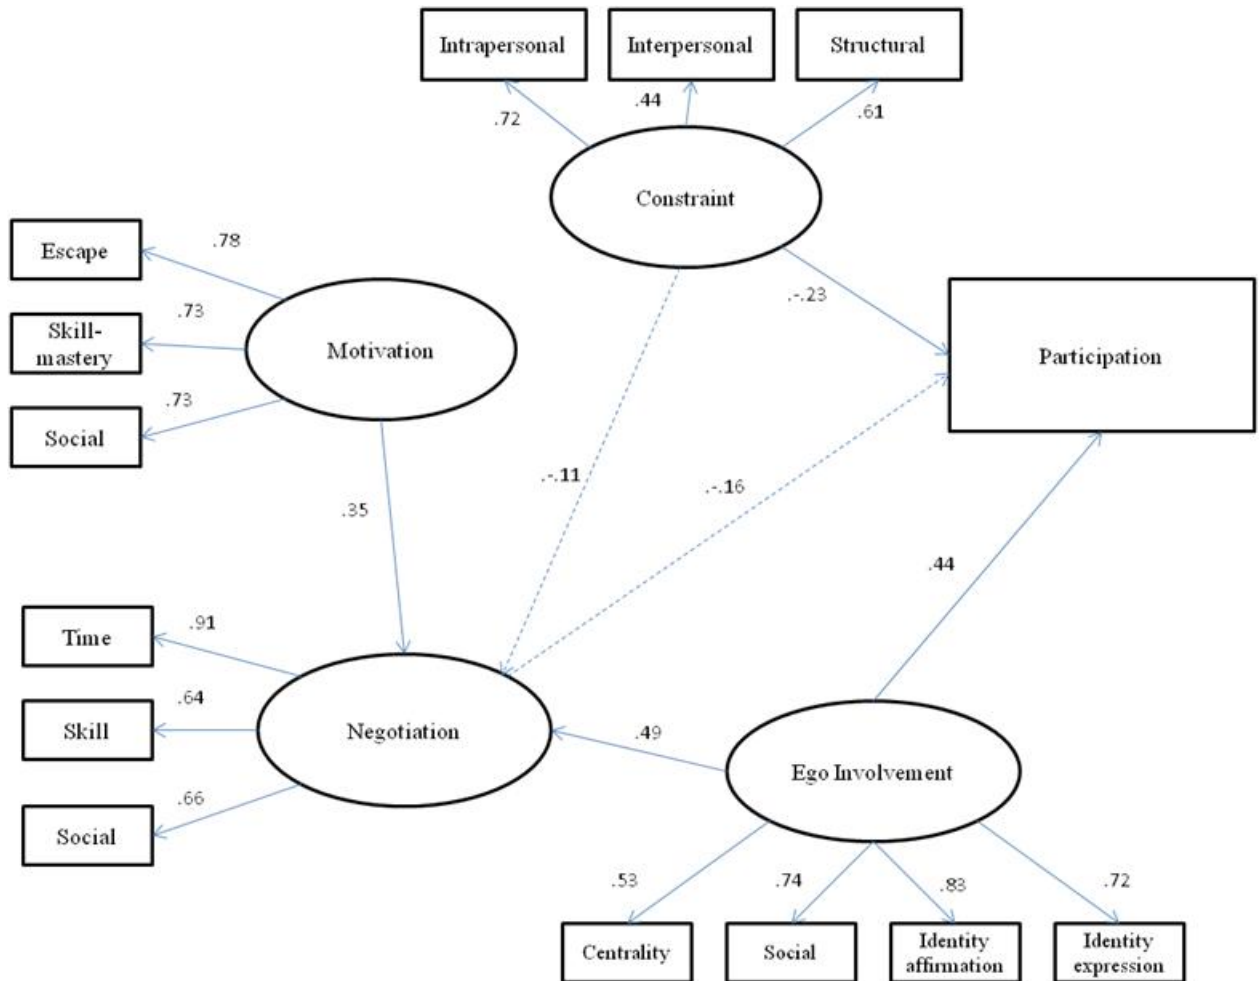 Intrapersonal
Interpersonal
Structural
.72
.44
.61
Constraint
Escape
.78
Skill-
mastery
.73
Motivation
Social
.73
.-.23
Participation
.-.11
.-.16
.35
.44
Time
.91
Skill
.64
Negotiation
.49
Social
.66
Ego Involvement
.53
.74
.83
.72
Centrality
Social
Identity
affirmation
Identity
expression